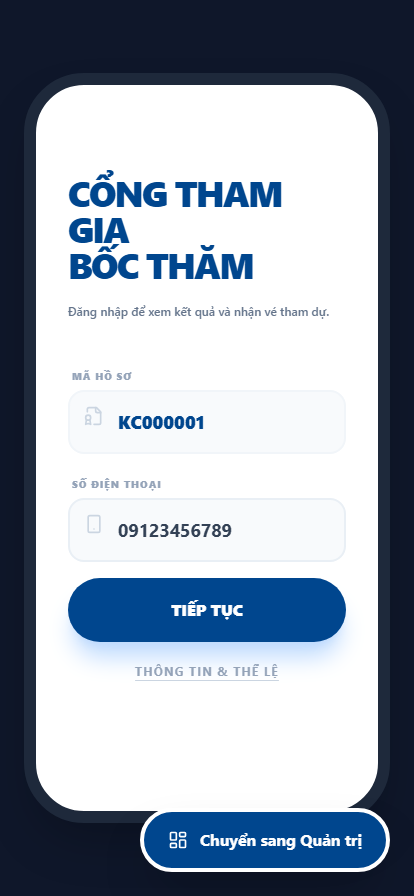 CỔNG THAM
GIA
BỐC THĂM
Đăng nhập để xem kết quả và nhận vé tham dự.
MÃ HỒ SƠ
KC000001
SỐ ĐIỆN THOẠI
09123456789
TIẾP TỤC
THÔNG TIN & THỂ LỆ
Chuyển sang Quản trị